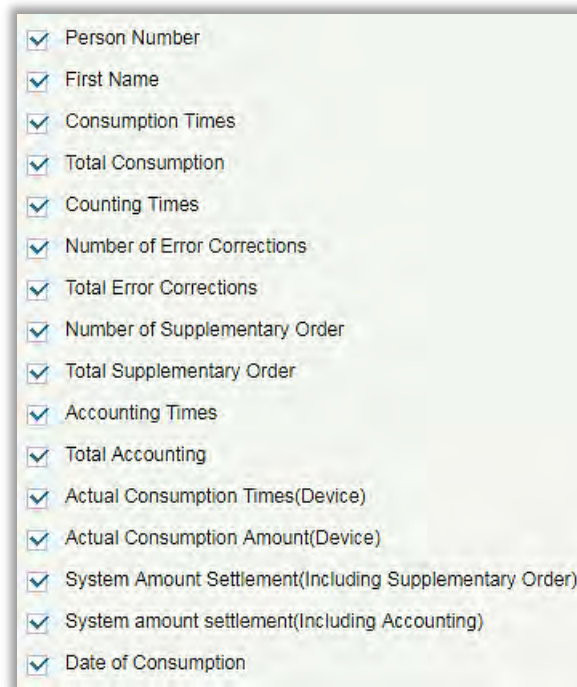 Person Number
First Name
Consumption Times
Total Consumption
Counting Times
Number of Error Corrections
Total Error Corrections
Number of Supplementary Order
Total Supplementary Order
Accounting Times
Total Accounting
Actual Consumption Times(Device)
Actual Consumption Amount(Device)
System Amount Settlement(Including Supplementary Order)
System amount settlement(Including Accounting)
Date of Consumption